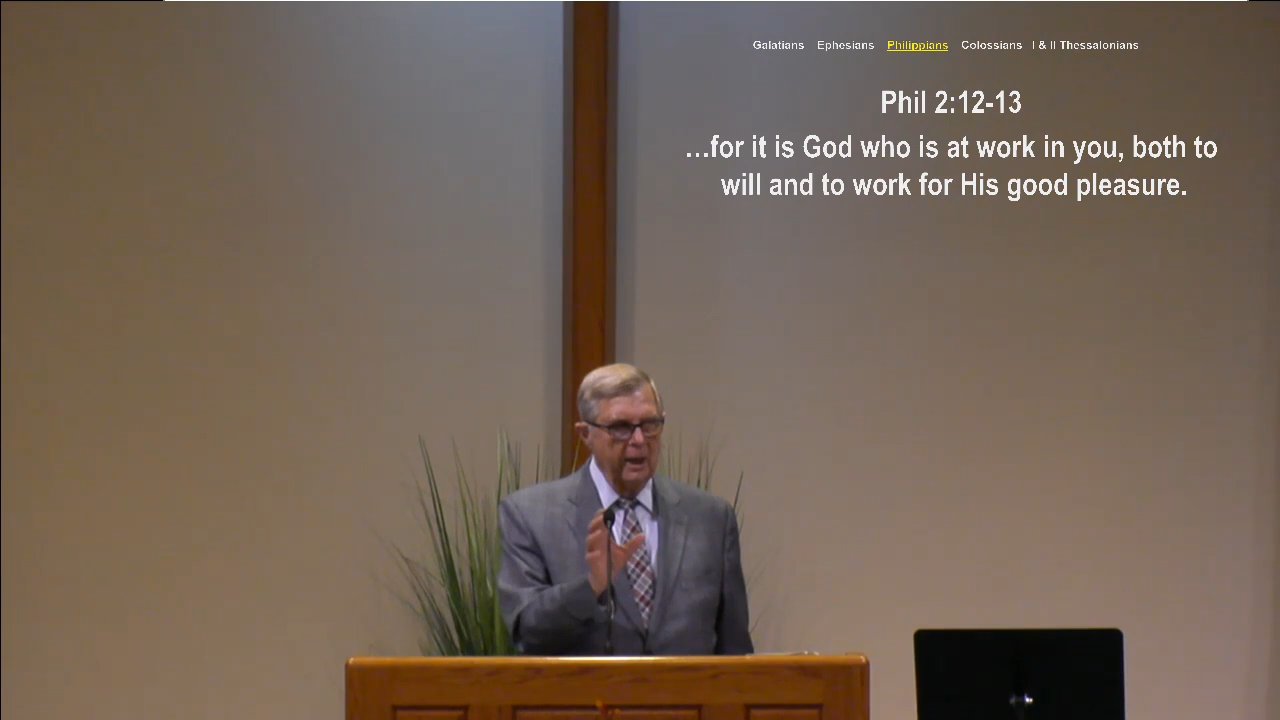 Galatians Ephesians Philippians Colossians I & II Thessalonians
Phil 2:12-13
…for it is God who is at work in you, both to
will and to work for His good pleasure.